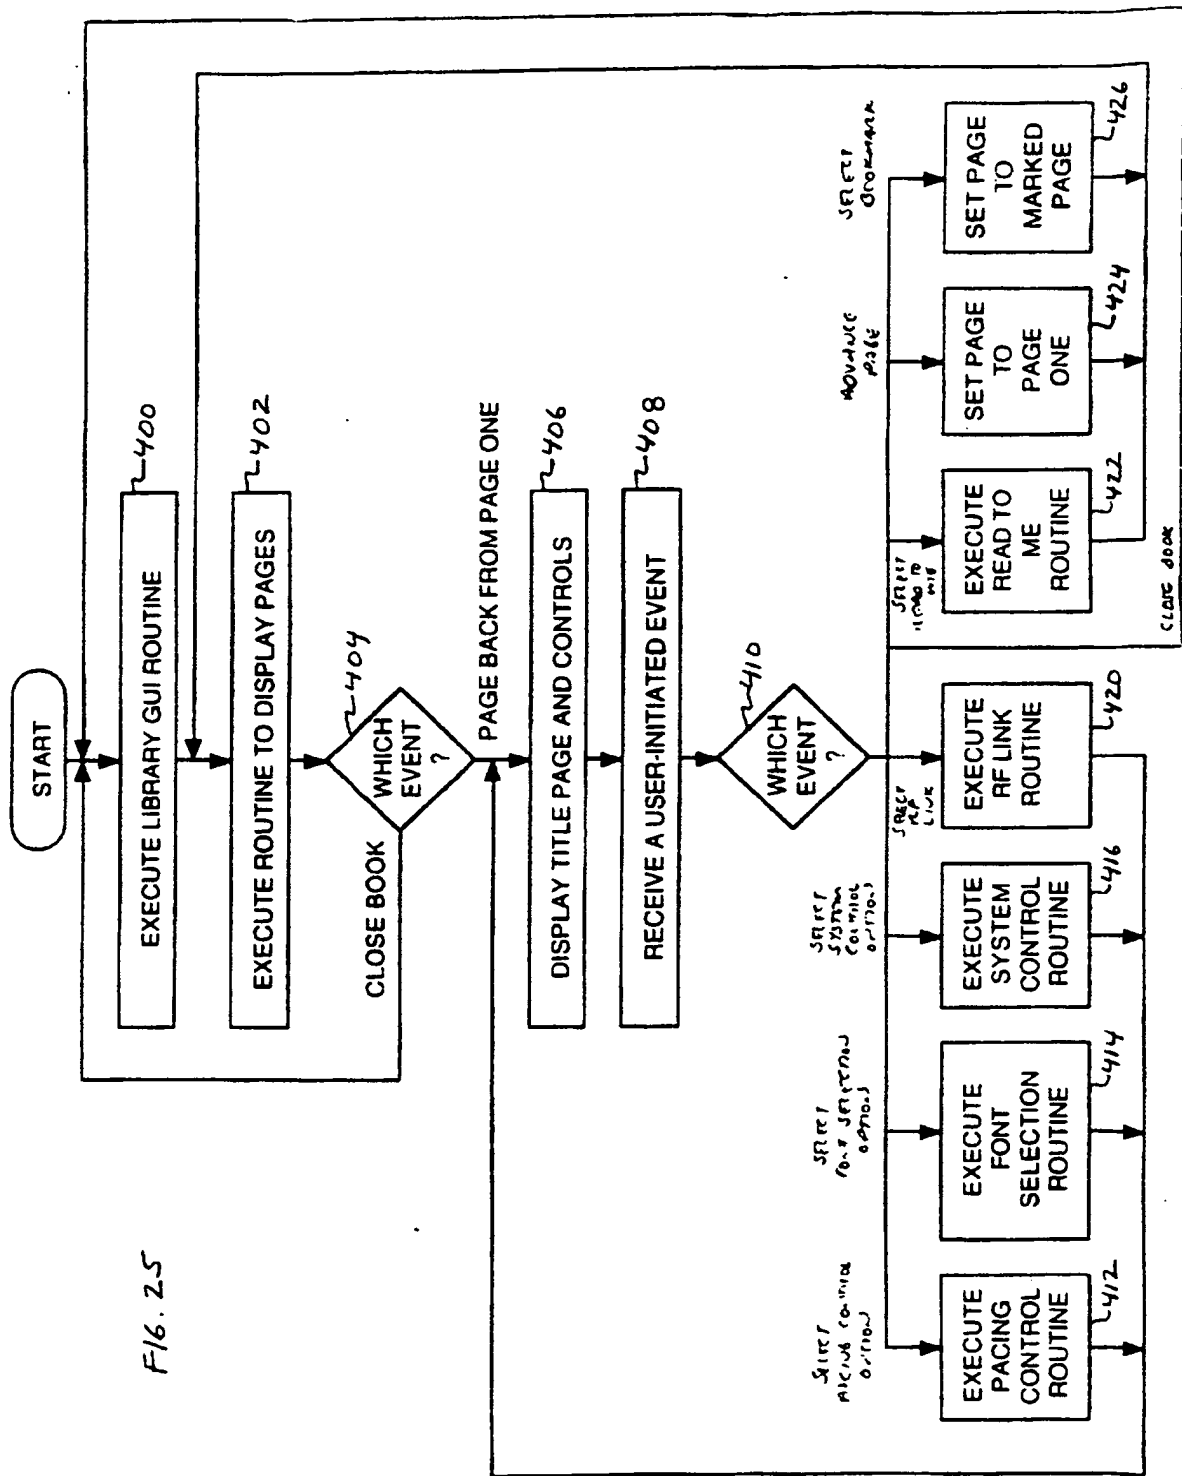 START
EXECUTE LIBRARY GUI ROUTINE
400
EXECUTE ROUTINE TO DISPLAY PAGES
402
WHICH
EVENT
?
404
CLOSE BOOK
PAGE BACK FROM PAGE ONE
DISPLAY TITLE PAGE AND CONTROLS
406
RECEIVE A USER-INITIATED EVENT
408
WHICH
EVENT
?
410
SELECT
PACING CONTROL
OPTION
EXECUTE
PACING
CONTROL
ROUTINE
412
SELECT
FONT SELECTION
OPTION
EXECUTE
FONT
SELECTION
ROUTINE
414
SELECT
SYSTEM
CONTROL
OPTION
EXECUTE
SYSTEM
CONTROL
ROUTINE
416
SELECT
RF
LINK
EXECUTE
RF LINK
ROUTINE
420
SELECT
READ TO
ME
EXECUTE
READ TO
ME
ROUTINE
422
ADVANCE
PAGE
SET PAGE
TO
PAGE
ONE
424
SELECT
BOOKMARK
SET PAGE
TO
MARKED
PAGE
426
CLOSE BOOK
FIG. 25